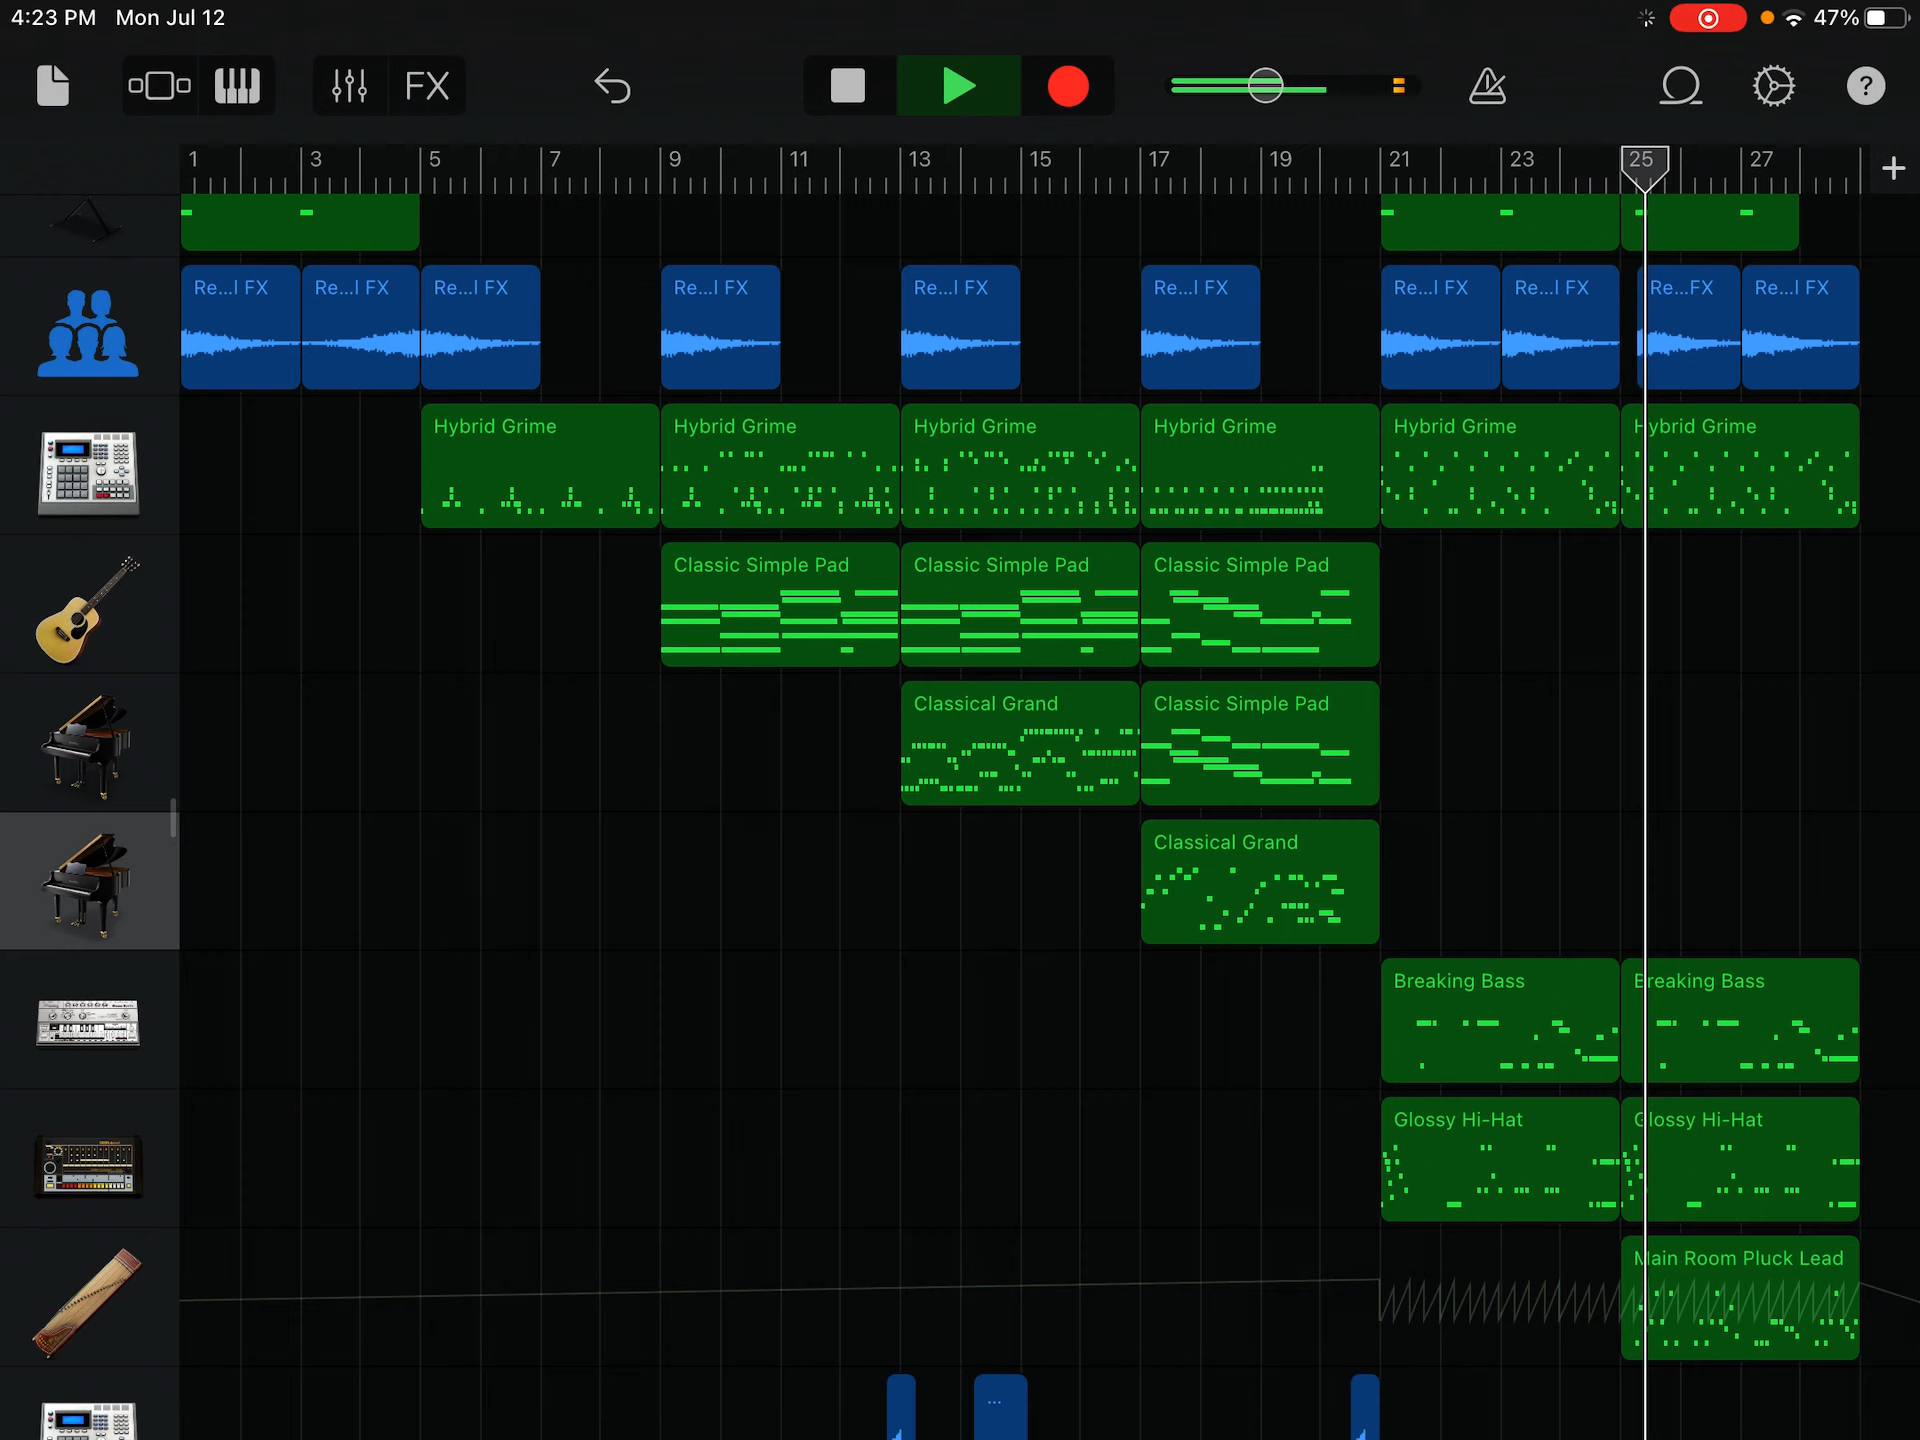 4:23 PM Mon Jul 12
47%
FX
?
1 3 5 7 9 11 13 15 17 19 21 23 25 27 +
Re...l FX Re...l FX Re...l FX Re...l FX Re...l FX Re...l FX Re...l FX Re...l FX Re...FX Re...l FX
Hybrid Grime Hybrid Grime Hybrid Grime Hybrid Grime Hybrid Grime Hybrid Grime
Classic Simple Pad Classic Simple Pad Classic Simple Pad
Classical Grand Classic Simple Pad
Classical Grand
Breaking Bass Breaking Bass
Glossy Hi-Hat Glossy Hi-Hat
Main Room Pluck Lead
...